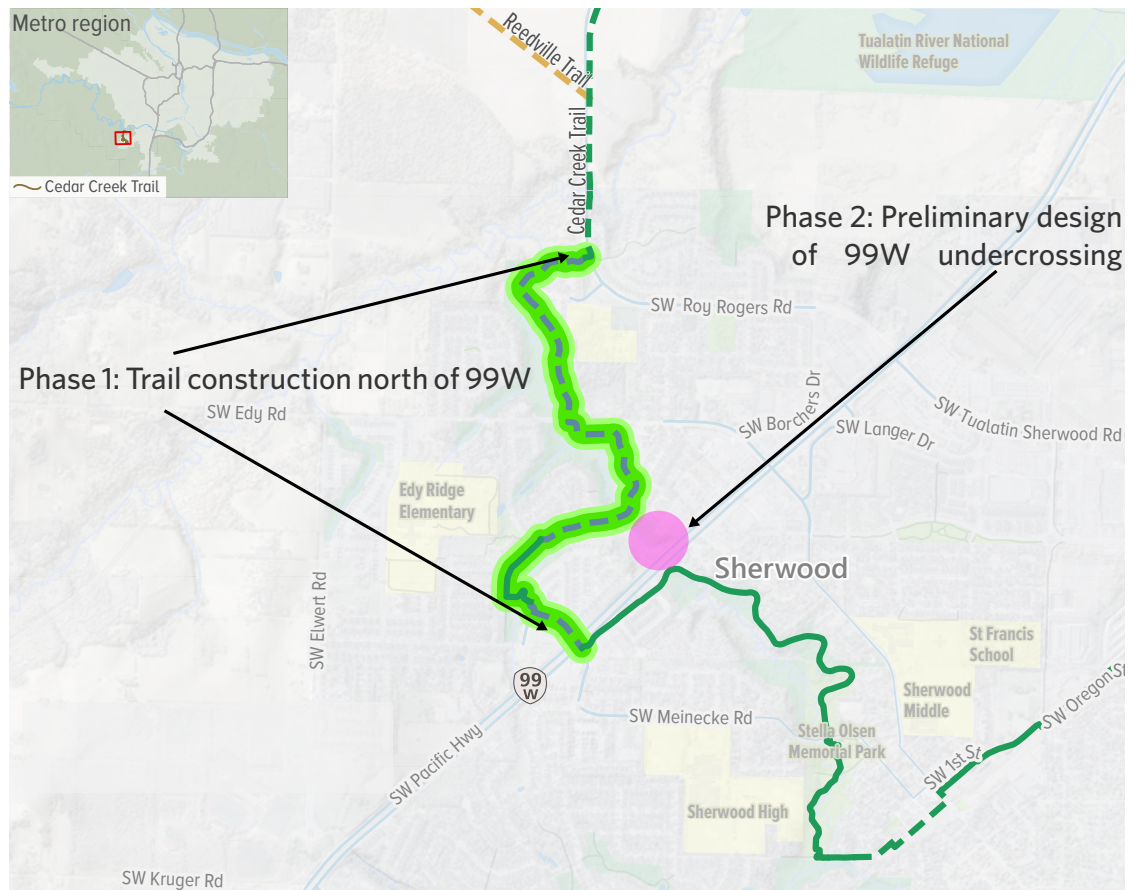 Metro region
Cedar Creek Trail
Reedville Trail
Tualatin River National
Wildlife Refuge
Cedar Creek Trail
Phase 2: Preliminary design
of 99W undercrossing
SW Roy Rogers Rd
Phase 1: Trail construction north of 99W
SW Edy Rd
SW Borchers Dr
SW Langer Dr
SW Tualatin Sherwood Rd
Edy Ridge
Elementary
Sherwood
SW Elwert Rd
St Francis
School
99
W
Sherwood
Middle
SW Oregon St
SW Meinecke Rd
Stella Olsen
Memorial Park
SW Pacific Hwy
SW 1st St
Sherwood High
SW Kruger Rd